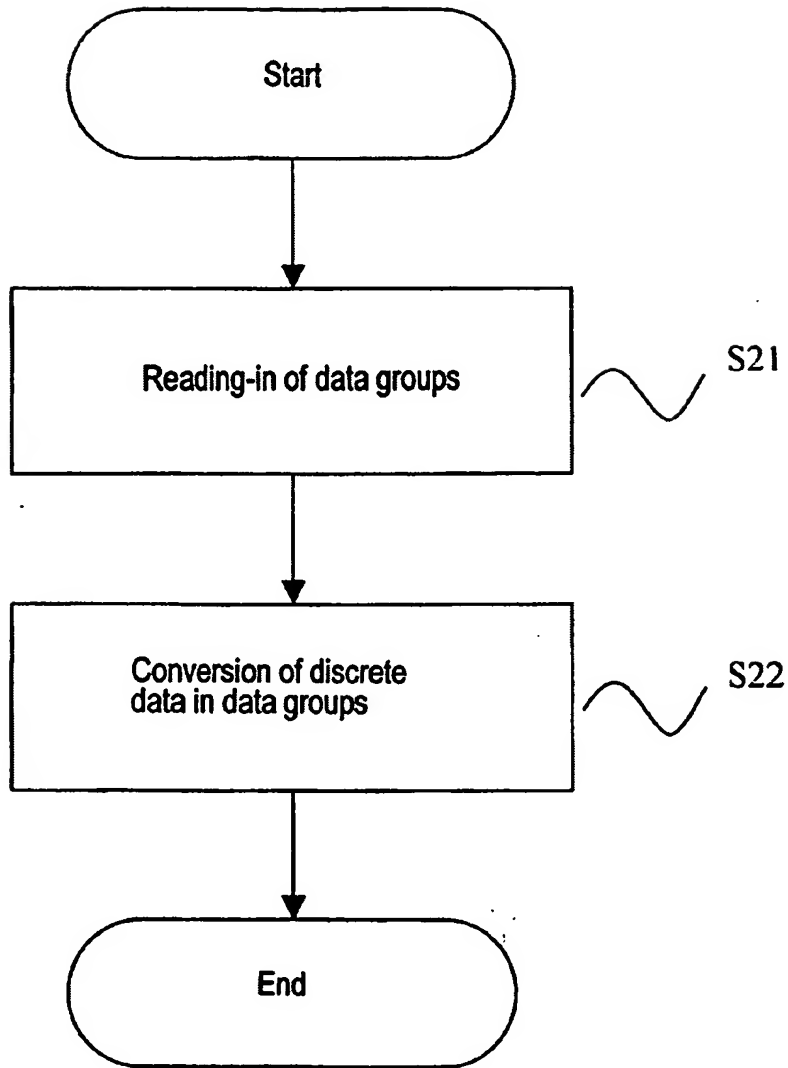 Start
Reading-in of data groups
S21
Conversion of discrete
data in data groups
S22
End